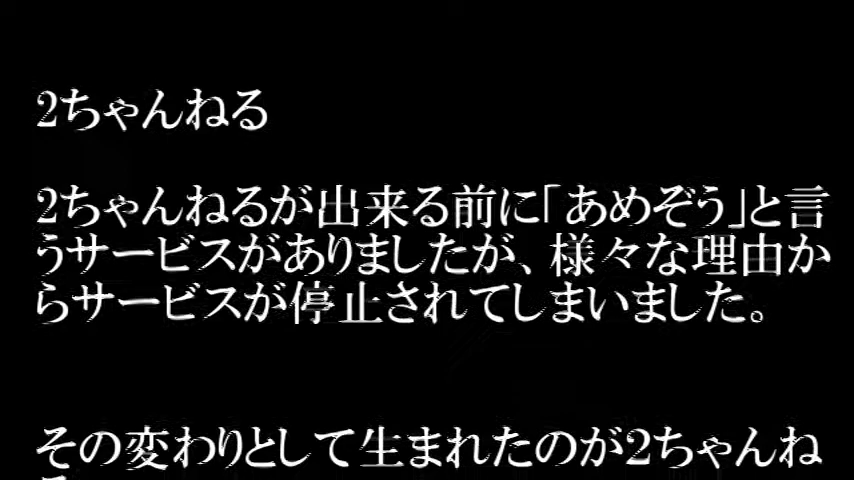 2ちゃんねる
2ちゃんねるが出来る前に「あめぞう」と言
うサービスがありましたが、様々な理由か
らサービスが停止されてしまいました。
その変わりとして生まれたのが2ちゃんね